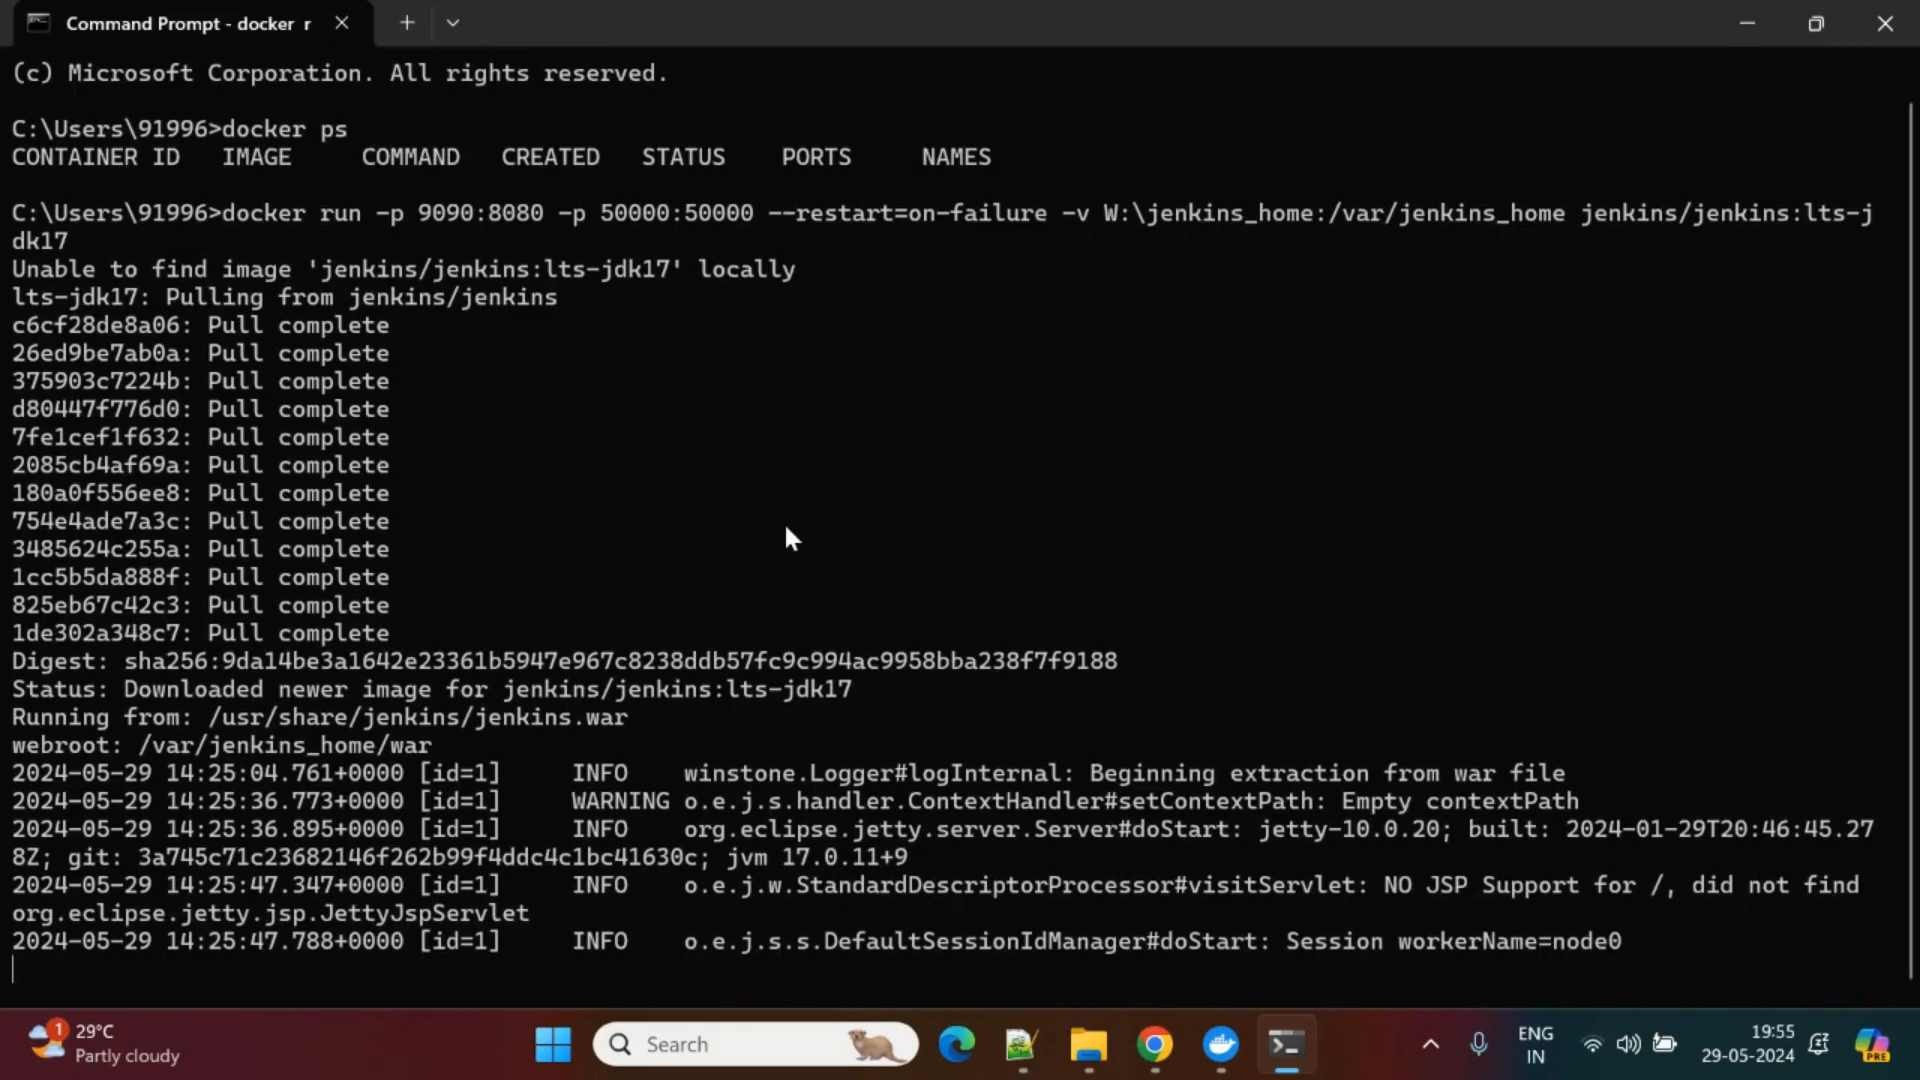 Command Prompt - docker r
(c) Microsoft Corporation. All rights reserved.
C:\Users\91996>docker ps
CONTAINER ID IMAGE COMMAND CREATED STATUS PORTS NAMES
C:\Users\91996>docker run -p 9090:8080 -p 50000:50000 --restart=on-failure -v W:\jenkins_home:/var/jenkins_home jenkins/jenkins:lts-j
dk17
Unable to find image 'jenkins/jenkins:lts-jdk17' locally
lts-jdk17: Pulling from jenkins/jenkins
c6cf28de8a06: Pull complete
26ed9be7ab0a: Pull complete
375903c7224b: Pull complete
d80447f776d0: Pull complete
7fe1cef1f632: Pull complete
2085cb4af69a: Pull complete
180a0f556ee8: Pull complete
754e4ade7a3c: Pull complete
3485624c255a: Pull complete
1cc5b5da888f: Pull complete
825eb67c42c3: Pull complete
1de302a348c7: Pull complete
Digest: sha256:9da14be3a1642e23361b5947e967c8238ddb57fc9c994ac9958bba238f7f9188
Status: Downloaded newer image for jenkins/jenkins:lts-jdk17
Running from: /usr/share/jenkins/jenkins.war
webroot: /var/jenkins_home/war
2024-05-29 14:25:04.761+0000 [id=1] INFO winstone.Logger#logInternal: Beginning extraction from war file
2024-05-29 14:25:36.773+0000 [id=1] WARNING o.e.j.s.handler.ContextHandler#setContextPath: Empty contextPath
2024-05-29 14:25:36.895+0000 [id=1] INFO org.eclipse.jetty.server.Server#doStart: jetty-10.0.20; built: 2024-01-29T20:46:45.27
8Z; git: 3a745c71c23682146f262b99f4ddc4c1bc41630c; jvm 17.0.11+9
2024-05-29 14:25:47.347+0000 [id=1] INFO o.e.j.w.StandardDescriptorProcessor#visitServlet: NO JSP Support for /, did not find
org.eclipse.jetty.jsp.JettyJspServlet
2024-05-29 14:25:47.788+0000 [id=1] INFO o.e.j.s.s.DefaultSessionIdManager#doStart: Session workerName=node0
1
29°C
Partly cloudy
Search
ENG
IN
19:55
29-05-2024
PRE